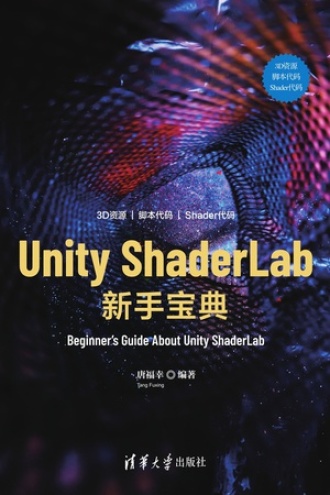 3D资源
脚本代码
Shader代码
3D资源 | 脚本代码 | Shader代码
Unity ShaderLab
新手宝典
Beginner's Guide About Unity ShaderLab
唐福幸 ◎ 编著
Tang Fuxing
清华大学出版社